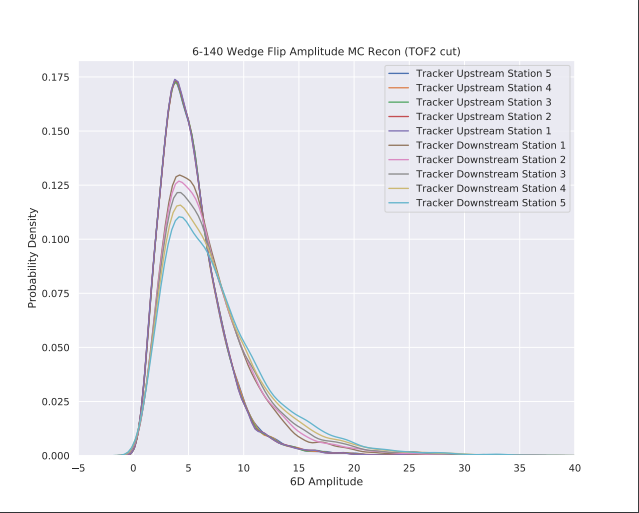 6-140 Wedge Flip Amplitude MC Recon (TOF2 cut)
Tracker Upstream Station 5
Tracker Upstream Station 4
Tracker Upstream Station 3
Tracker Upstream Station 2
Tracker Upstream Station 1
Tracker Downstream Station 1
Tracker Downstream Station 2
Tracker Downstream Station 3
Tracker Downstream Station 4
Tracker Downstream Station 5
Probability Density
0.175
0.150
0.125
0.100
0.075
0.050
0.025
0.000
−5 0 5 10 15 20 25 30 35 40
6D Amplitude